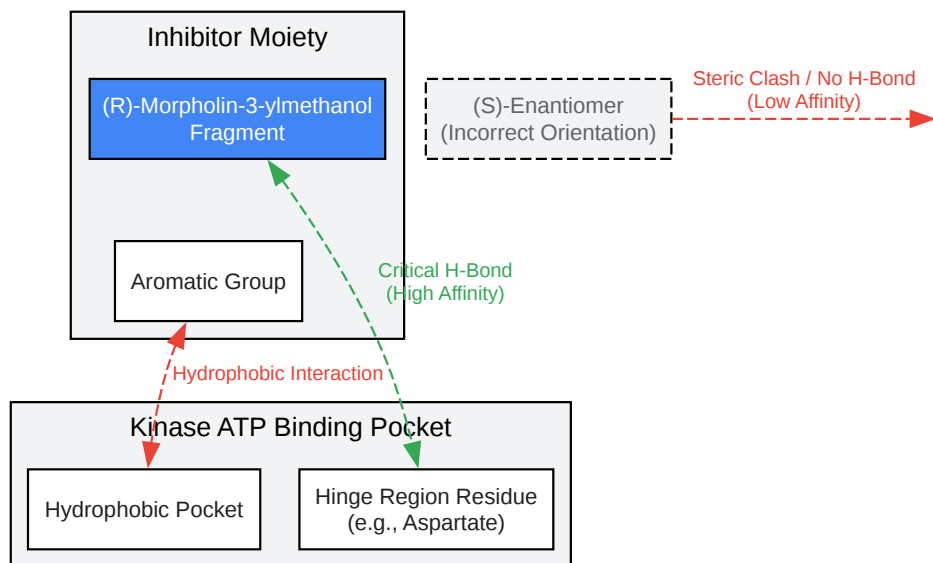 Inhibitor Moiety
(R)-Morpholin-3-ylmethanol
Fragment
(S)-Enantiomer
(Incorrect Orientation)
Steric Clash / No H-Bond
(Low Affinity)
Aromatic Group
Critical H-Bond
(High Affinity)
Hydrophobic Interaction
Kinase ATP Binding Pocket
Hydrophobic Pocket
Hinge Region Residue
(e.g., Aspartate)